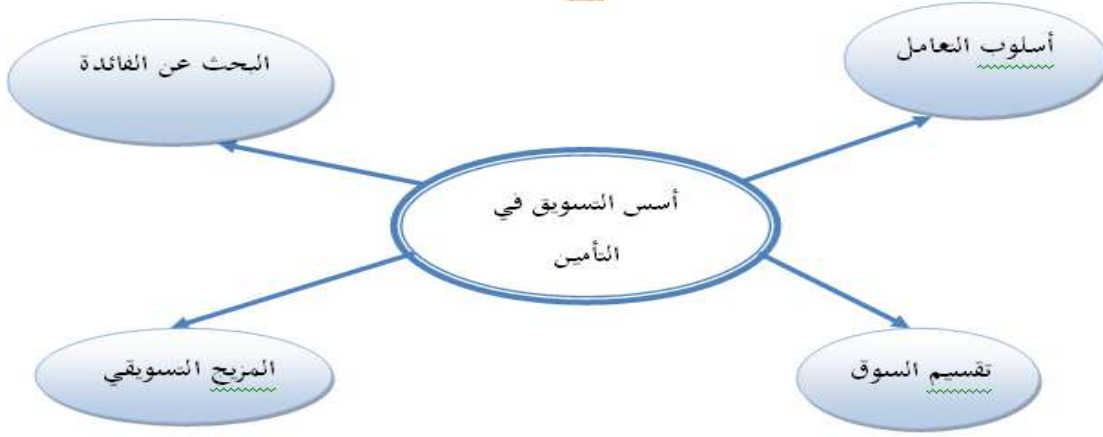 أسلوب التعامل
البحث عن الفائدة
أسس التسويق في
التأمين
تقسيم السوق
المزيج التسويقي